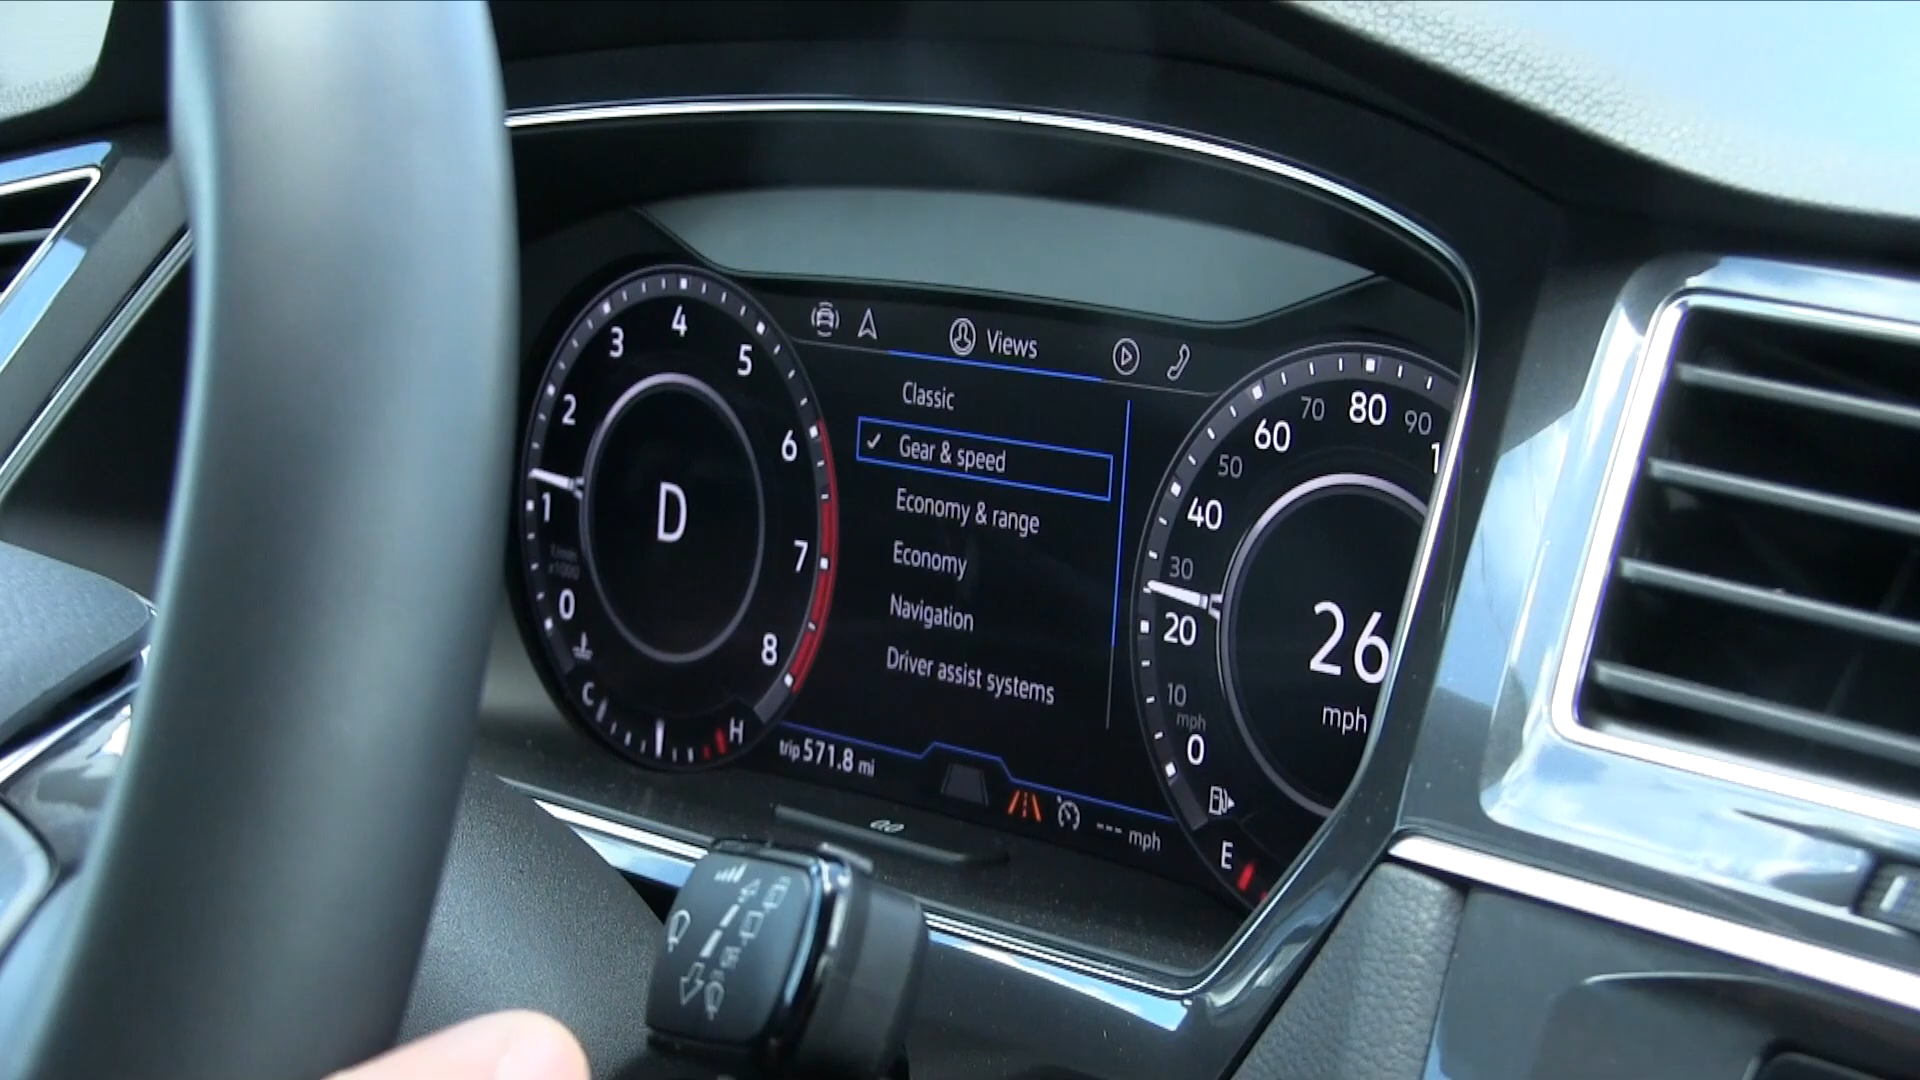 Views
Classic
Gear & speed
Economy & range
Economy
Navigation
Driver assist systems
trip 571.8 mi
--- mph
0
1
2
3
4
5
6
7
8
D
C
H
0
mph
10
20
30
40
50
60
70
80
90
26
mph
E